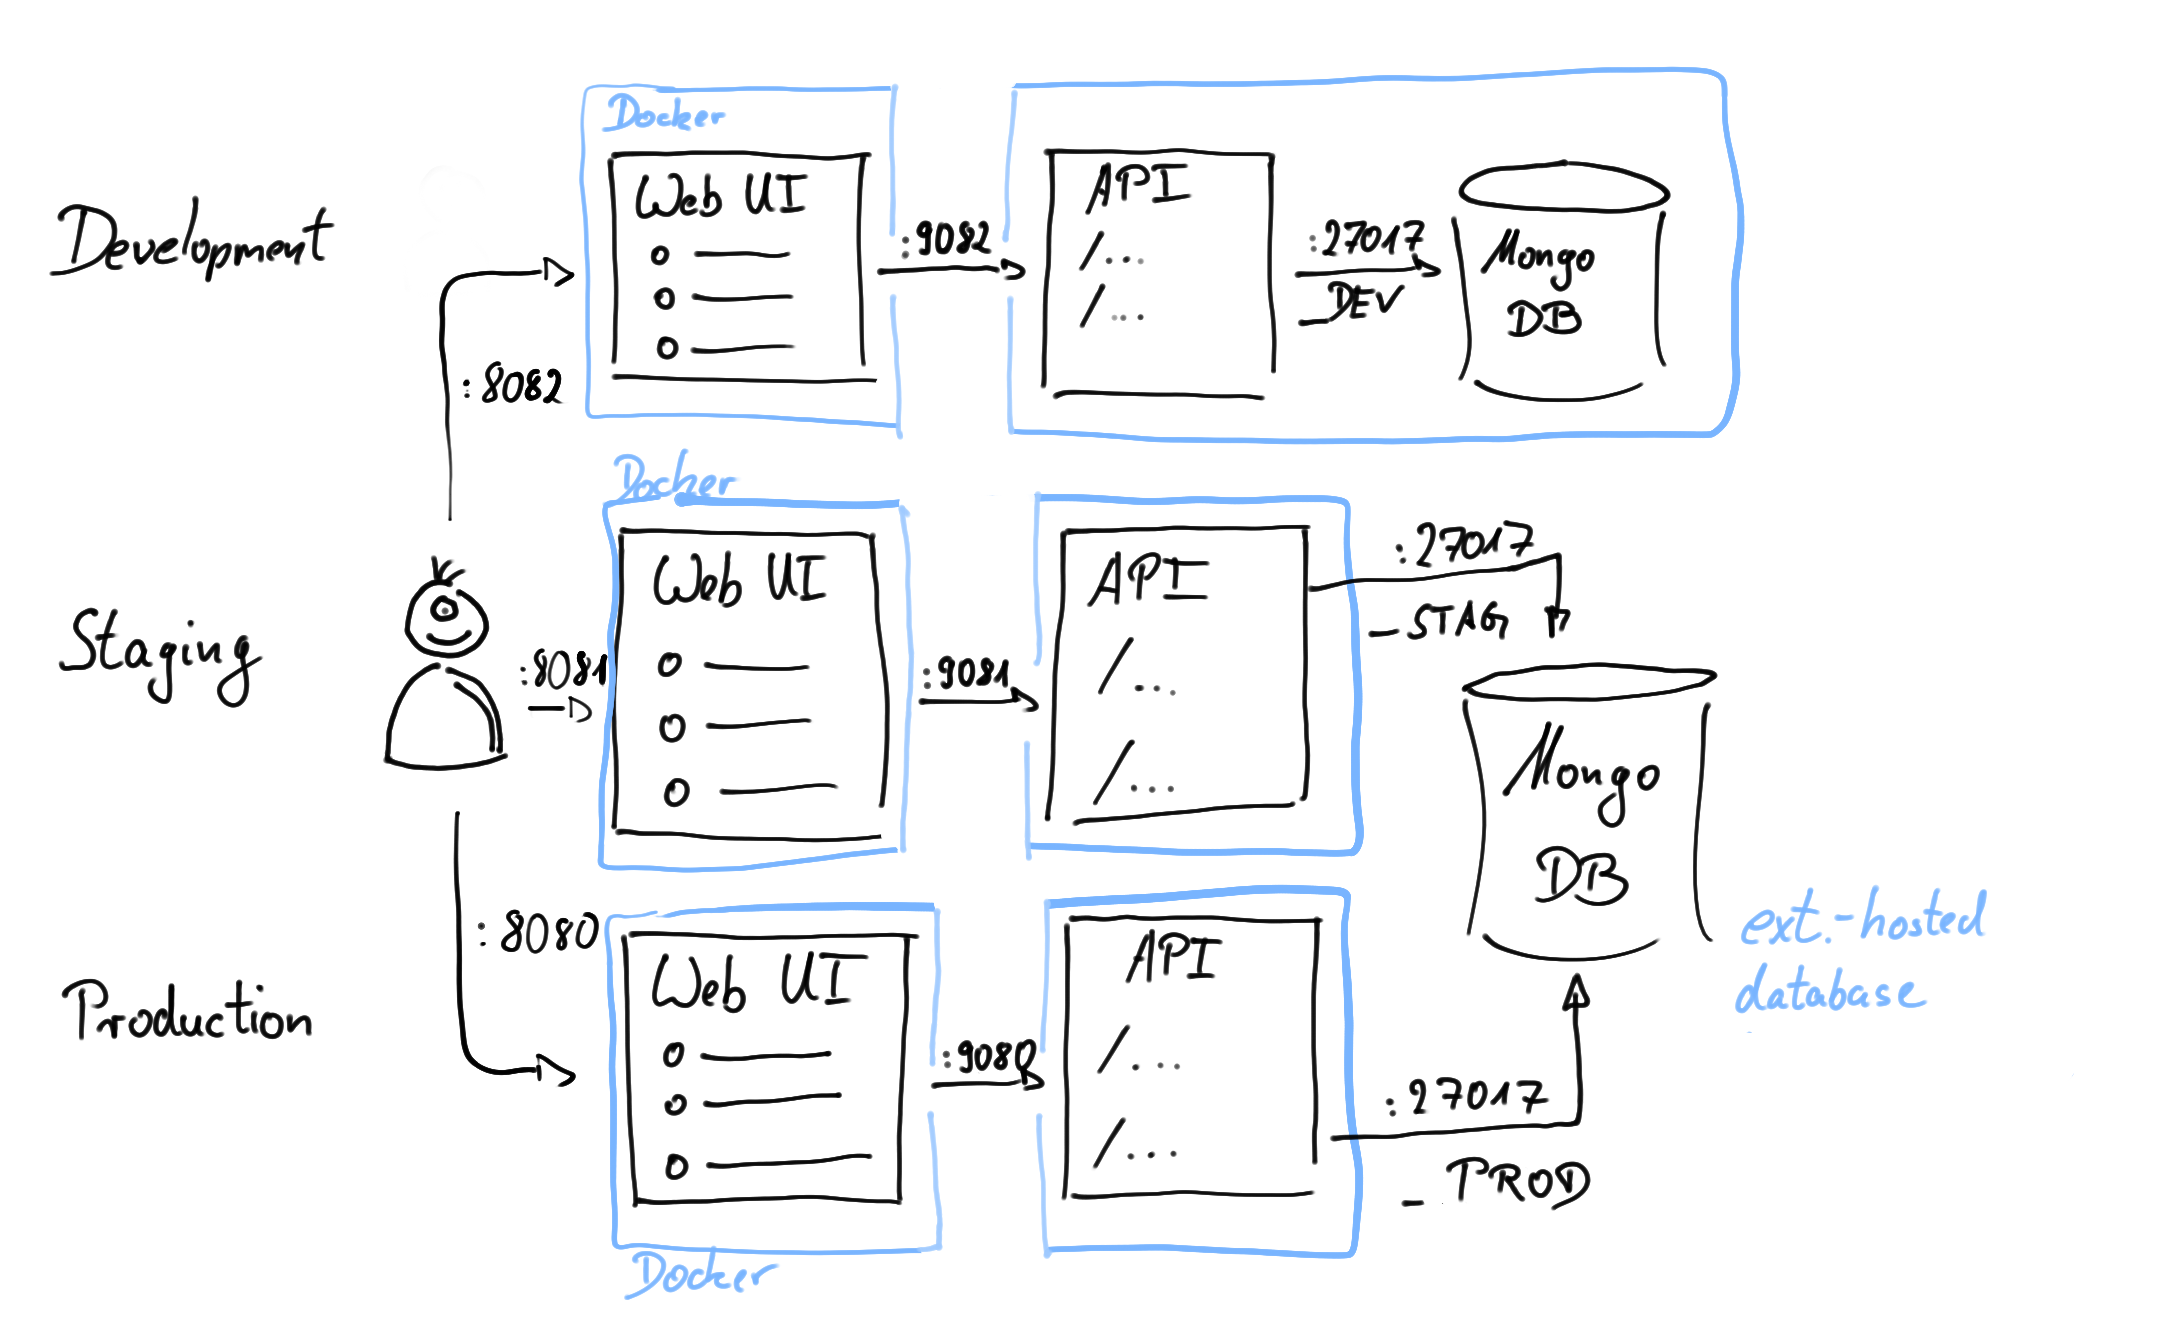 Development
:8082
Docker
Web UI
:9082
API
/...
/...
:27017
_DEV
Mongo
DB
Staging
:8081
Docker
Web UI
:9081
API
/...
/...
:27017
_STAG
Mongo
DB
ext.-hosted
database
Production
:8080
Web UI
Docker
:9080
API
/...
/...
:27017
_PROD